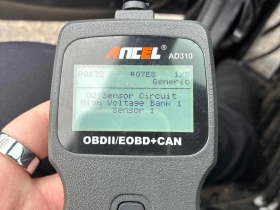 ANCEL
AD310
P0132 $07E8 1/5
Generic
O2 Sensor Circuit
High Voltage Bank 1
Sensor 1
OBDII/EOBD+CAN